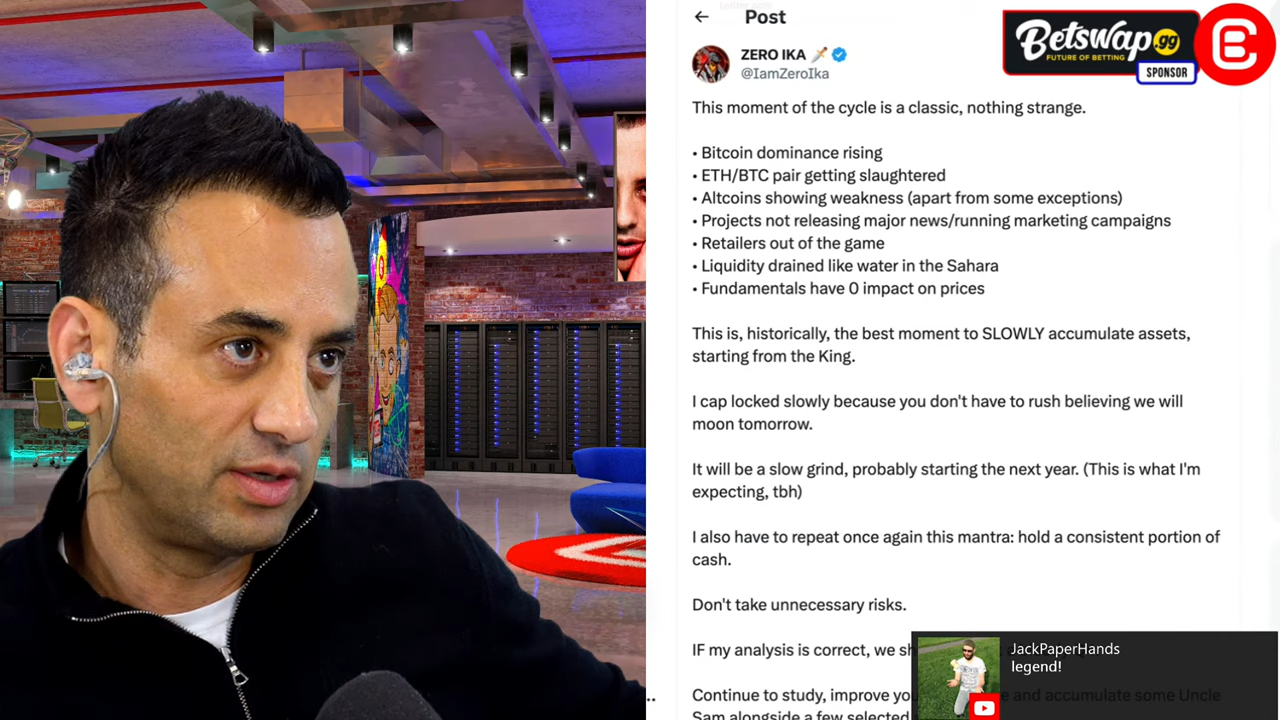 Post
ZERO IKA
@IamZeroIka
Betswap.gg
FUTURE OF BETTING
SPONSOR
This moment of the cycle is a classic, nothing strange.
• Bitcoin dominance rising
• ETH/BTC pair getting slaughtered
• Altcoins showing weakness (apart from some exceptions)
• Projects not releasing major news/running marketing campaigns
• Retailers out of the game
• Liquidity drained like water in the Sahara
• Fundamentals have 0 impact on prices
This is, historically, the best moment to SLOWLY accumulate assets,
starting from the King.
I cap locked slowly because you don't have to rush believing we will
moon tomorrow.
It will be a slow grind, probably starting the next year. (This is what I'm
expecting, tbh)
I also have to repeat once again this mantra: hold a consistent portion of
cash.
Don't take unnecessary risks.
IF my analysis is correct, we
Continue to study, improve and accumulate some Uncle
Sam alongside a few selected
JackPaperHands
legend!
..